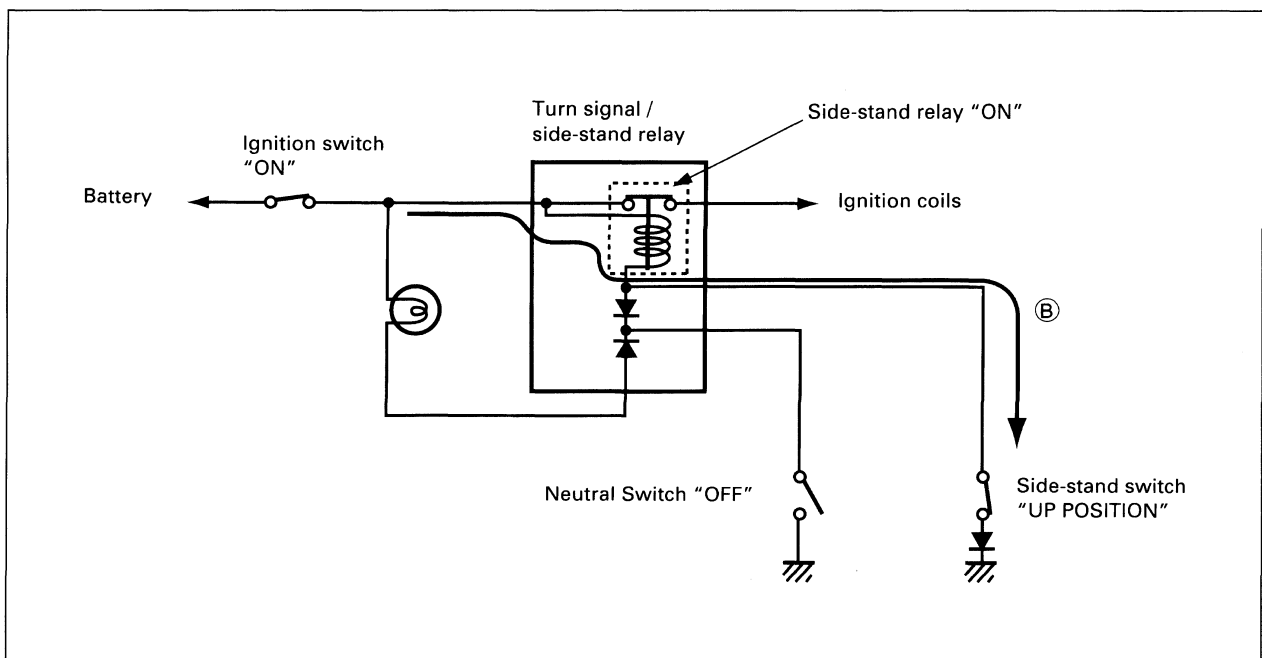 Turn signal /
side-stand relay
Side-stand relay “ON”
Ignition switch
“ON”
Battery
Ignition coils
Ⓑ
Neutral Switch “OFF”
Side-stand switch
“UP POSITION”